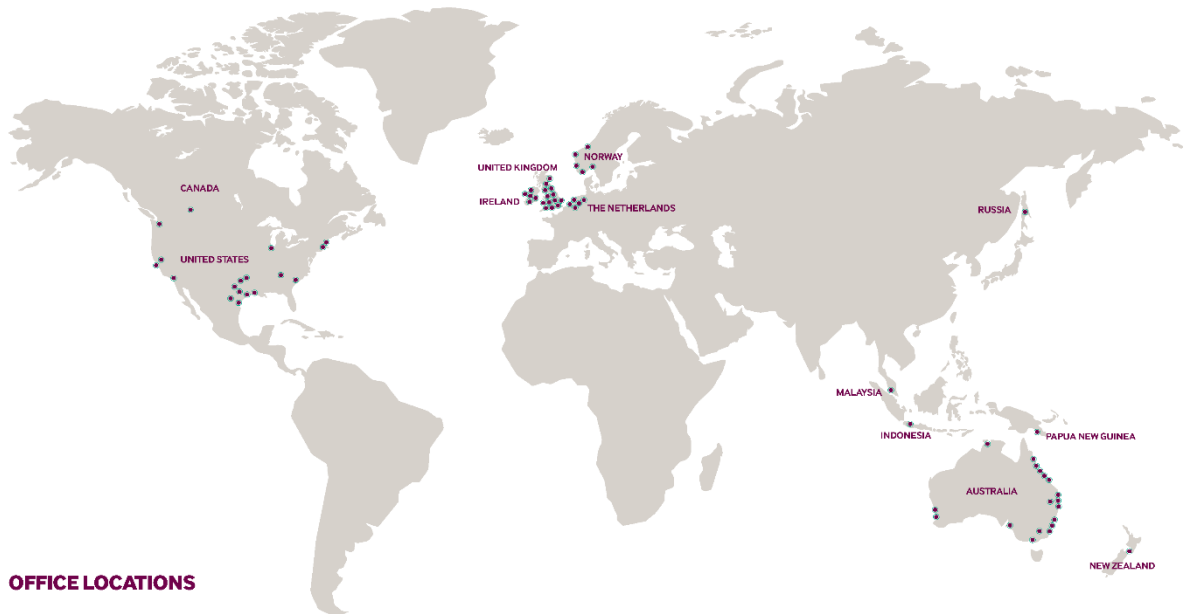 NORWAY
UNITED KINGDOM
CANADA
IRELAND
THE NETHERLANDS
RUSSIA
UNITED STATES
MALAYSIA
INDONESIA
PAPUA NEW GUINEA
AUSTRALIA
NEW ZEALAND
OFFICE LOCATIONS